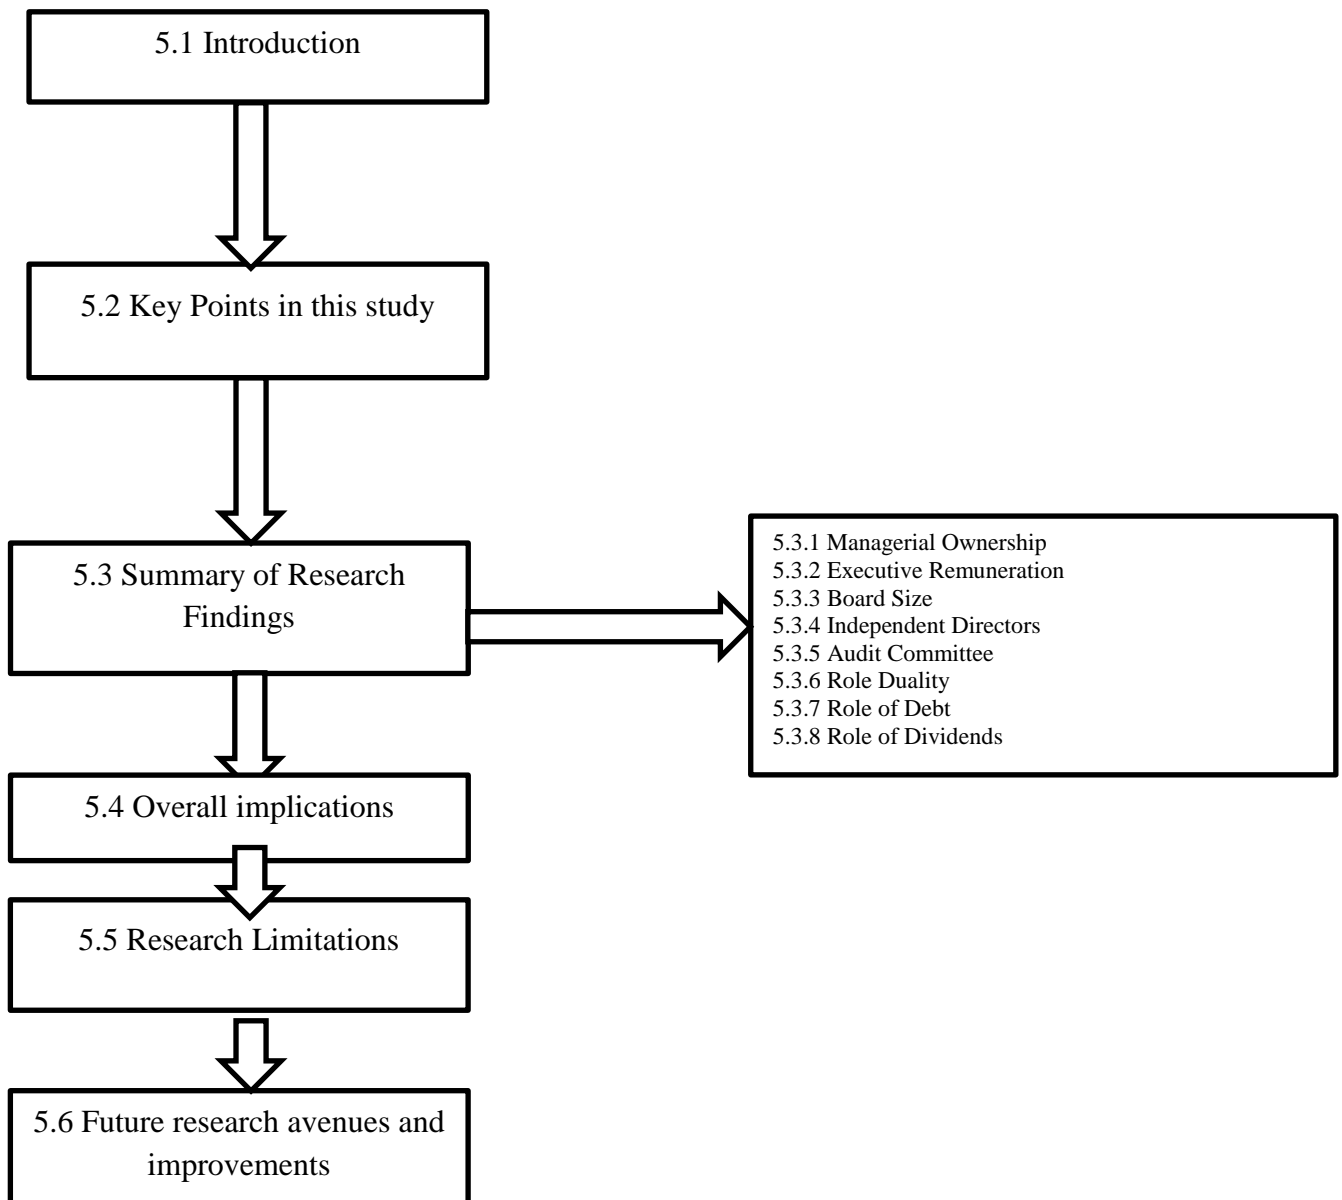 5.1 Introduction
5.2 Key Points in this study
5.3 Summary of Research
Findings
5.3.1 Managerial Ownership
5.3.2 Executive Remuneration
5.3.3 Board Size
5.3.4 Independent Directors
5.3.5 Audit Committee
5.3.6 Role Duality
5.3.7 Role of Debt
5.3.8 Role of Dividends
5.4 Overall implications
5.5 Research Limitations
5.6 Future research avenues and
improvements